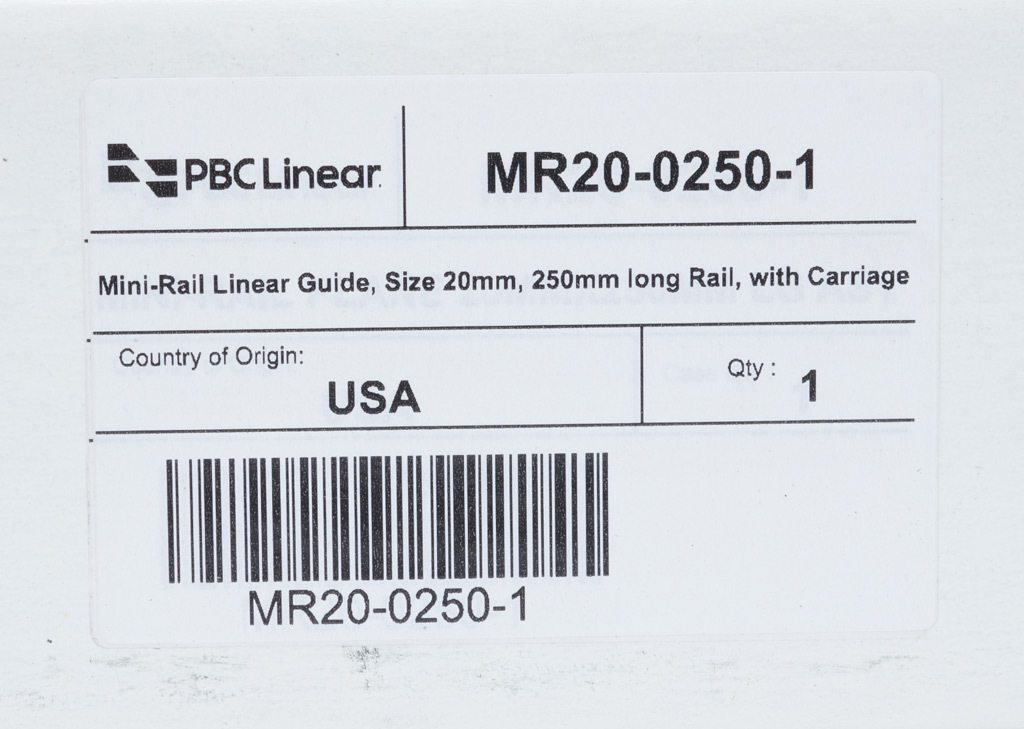 PBC Linear
MR20-0250-1
Mini-Rail Linear Guide, Size 20mm, 250mm long Rail, with Carriage
Country of Origin:
USA
Qty : 1
MR20-0250-1